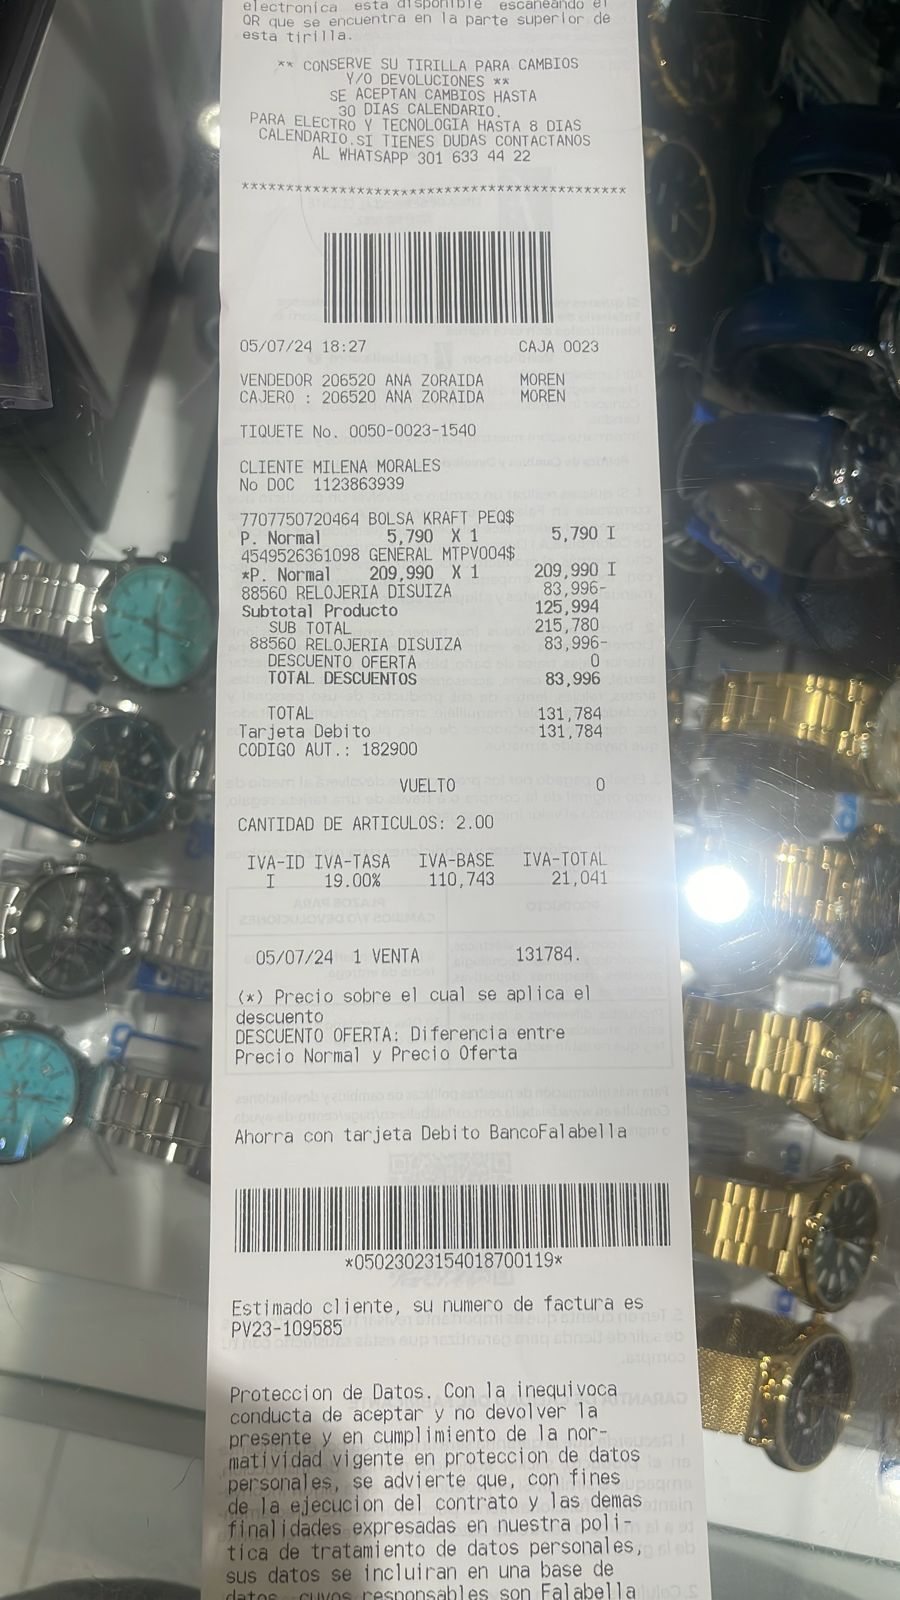 electronica esta disponible escaneando el
QR que se encuentra en la parte superior de
esta tirilla.
** CONSERVE SU TIRILLA PARA CAMBIOS
Y/O DEVOLUCIONES **
SE ACEPTAN CAMBIOS HASTA
30 DIAS CALENDARIO.
PARA ELECTRO Y TECNOLOGIA HASTA 8 DIAS
CALENDARIO.SI TIENES DUDAS CONTACTANOS
AL WHATSAPP 301 633 44 22
******************************************
05/07/24 18:27 CAJA 0023
VENDEDOR 206520 ANA ZORAIDA MOREN
CAJERO : 206520 ANA ZORAIDA MOREN
TIQUETE No. 0050-0023-1540
CLIENTE MILENA MORALES
No DOC 1123863939
7707750720464 BOLSA KRAFT PEQ$
P. Normal 5,790 X 1 5,790 I
4549526361098 GENERAL MTPV004$
*P. Normal 209,990 X 1 209,990 I
88560 RELOJERIA DISUIZA 83,996-
Subtotal Producto 125,994
SUB TOTAL 215,780
88560 RELOJERIA DISUIZA 83,996-
DESCUENTO OFERTA 0
TOTAL DESCUENTOS 83,996
TOTAL 131,784
Tarjeta Debito 131,784
CODIGO AUT.: 182900
VUELTO 0
CANTIDAD DE ARTICULOS: 2.00
IVA-ID IVA-TASA IVA-BASE IVA-TOTAL
I 19.00% 110,743 21,041
05/07/24 1 VENTA 131784.
(*) Precio sobre el cual se aplica el
descuento
DESCUENTO OFERTA: Diferencia entre
Precio Normal y Precio Oferta
Ahorra con tarjeta Debito BancoFalabella
*05023023154018700119*
Estimado cliente, su numero de factura es
PV23-109585
Proteccion de Datos. Con la inequivoca
conducta de aceptar y no devolver la
presente y en cumplimiento de la nor-
matividad vigente en proteccion de datos
personales, se advierte que, con fines
de la ejecucion del contrato y las demas
finalidades expresadas en nuestra poli-
tica de tratamiento de datos personales,
sus datos se incluiran en una base de
datos, cuyos responsables son Falabella